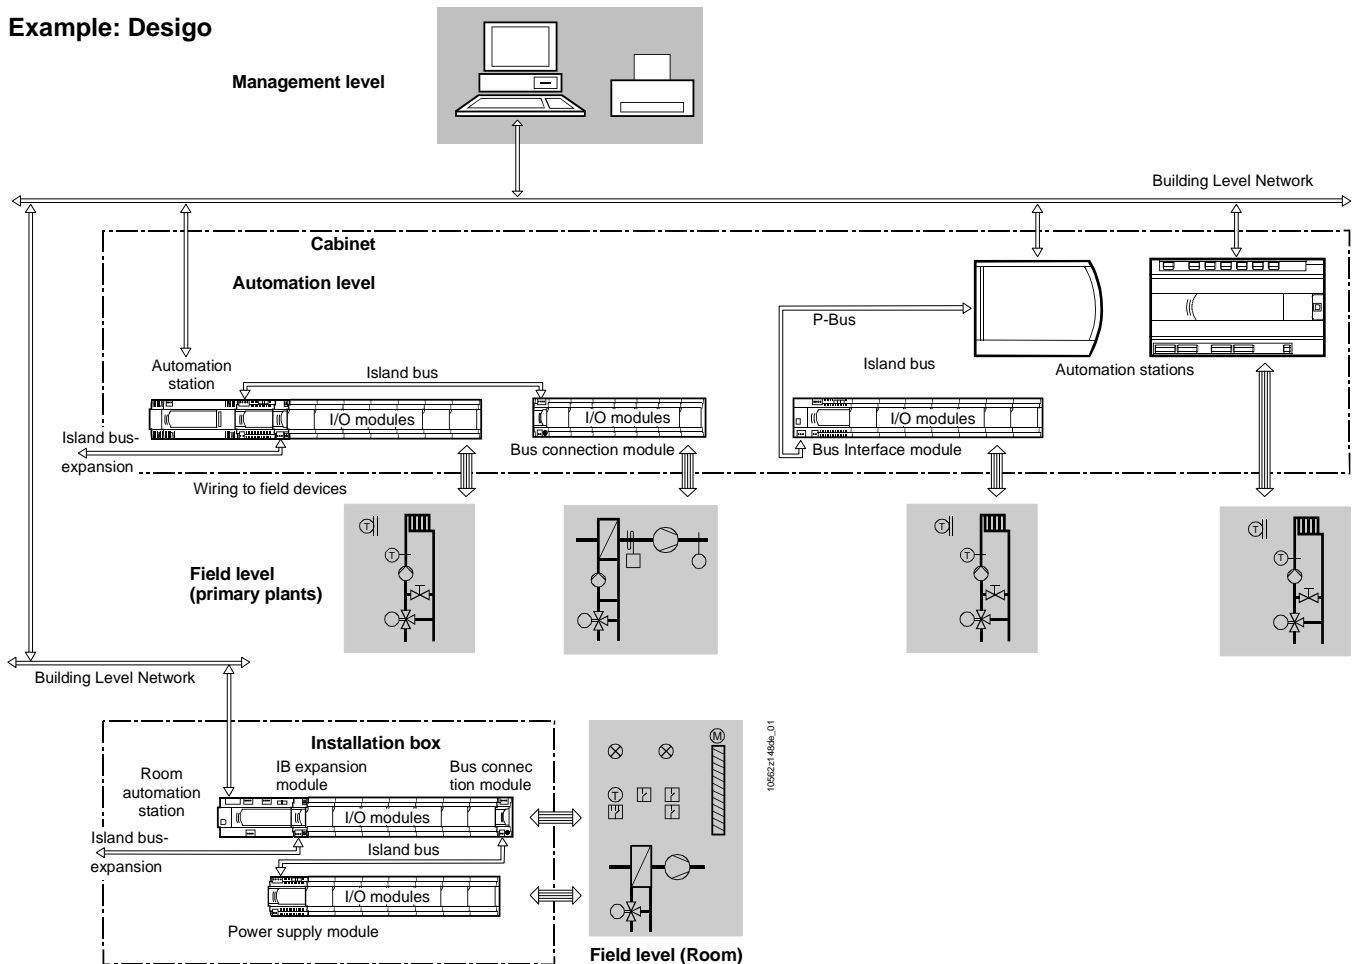 Example: Desigo
Management level
Building Level Network
Cabinet
Automation level
P-Bus
Island bus
Automation stations
Automation
station
Island bus
I/O modules
I/O modules
I/O modules
Island bus-
expansion
Bus connection module
Bus Interface module
Wiring to field devices
T
T
T
T
T
T
Field level
(primary plants)
Building Level Network
Installation box
Room
automation
station
IB expansion
module
Bus connec
tion module
I/O modules
Island bus-
expansion
Island bus
I/O modules
Power supply module
M
T
10562z148de_01
Field level (Room)